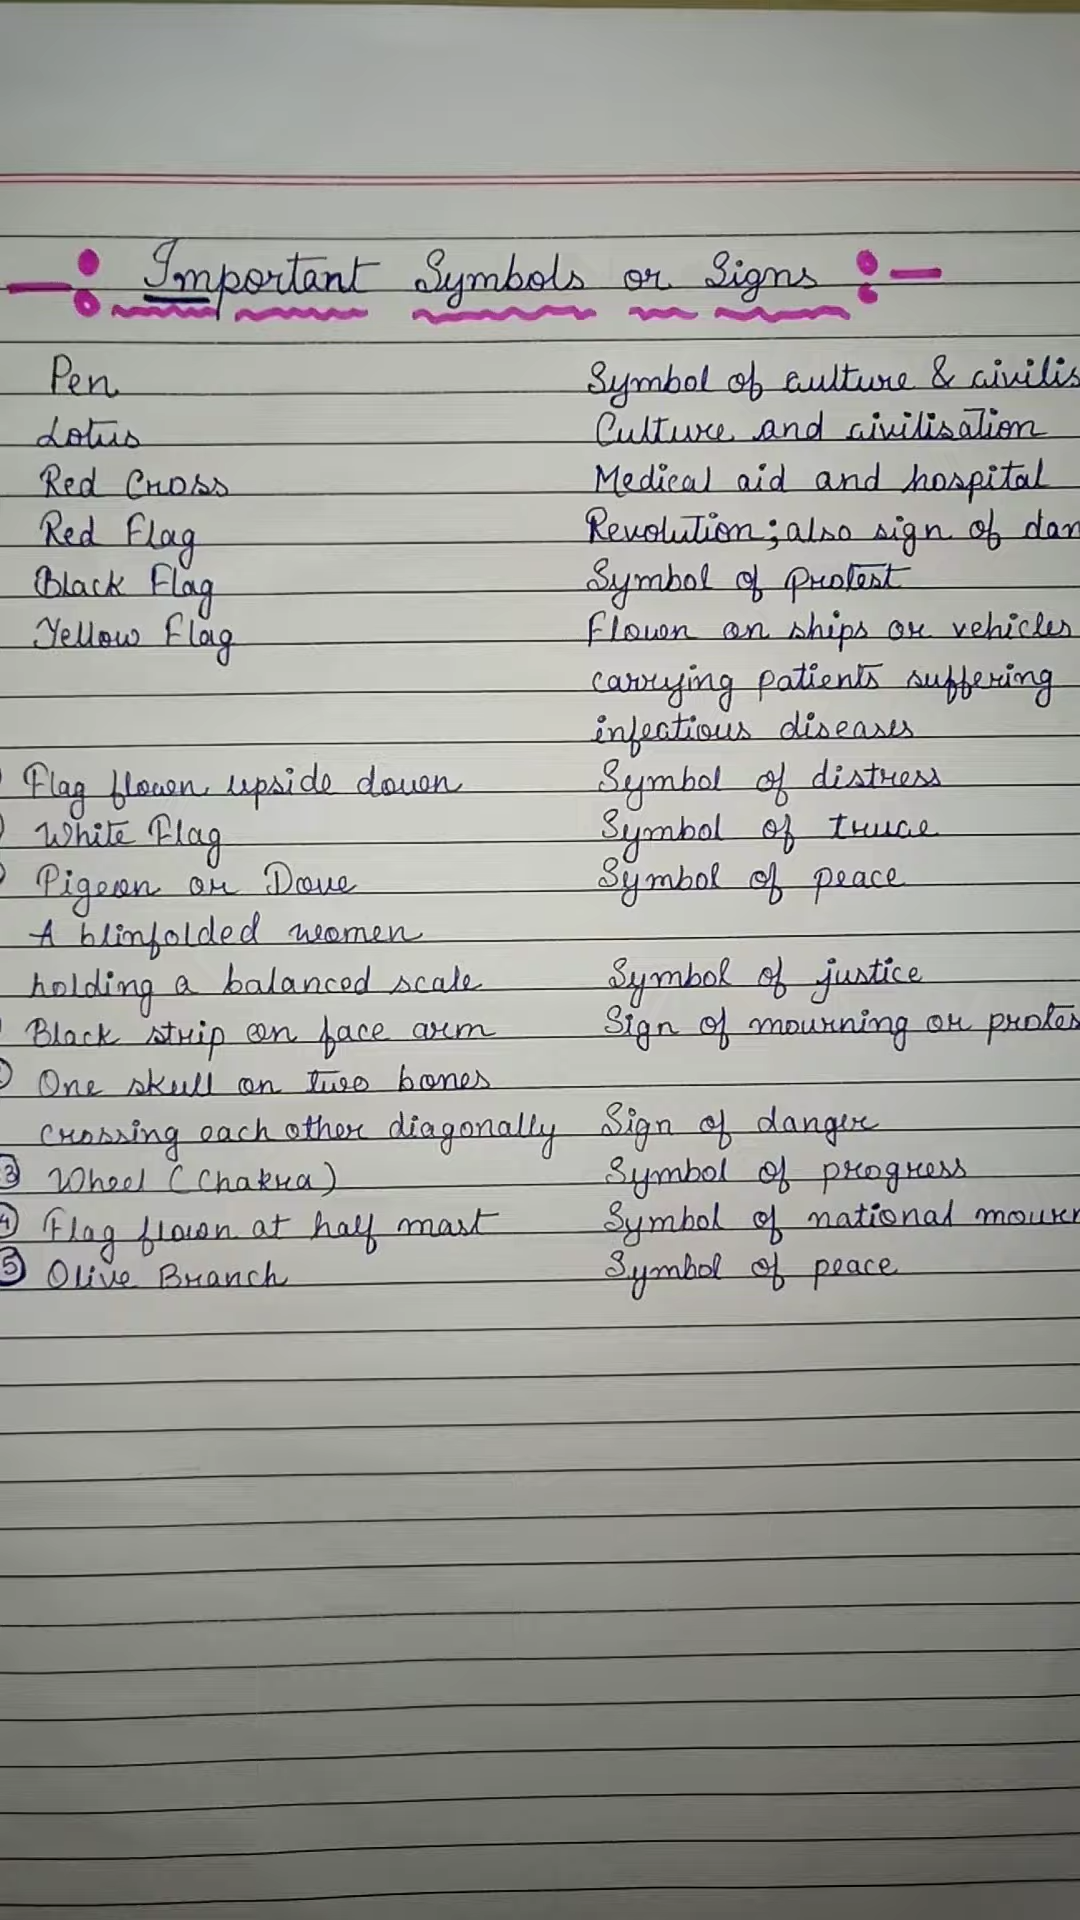 Important Symbols or Signs
Pen Symbol of culture & civilis
Lotus Culture and civilisation
Red Cross Medical aid and hospital
Red Flag Revolution; also sign of dan
Black Flag Symbol of protest
Yellow Flag Flown on ships or vehicles
carrying patients suffering
infectious diseases
Flag flown upside down Symbol of distress
White Flag Symbol of truce
Pigeon or Dove Symbol of peace
A blinfolded women
holding a balanced scale Symbol of justice
Black strip on face arm Sign of mourning or protes
One skull on two bones
crossing each other diagonally Sign of danger
3 Wheel (Chakra) Symbol of progress
4 Flag flown at half mast Symbol of national mourn
5 Olive Branch Symbol of peace